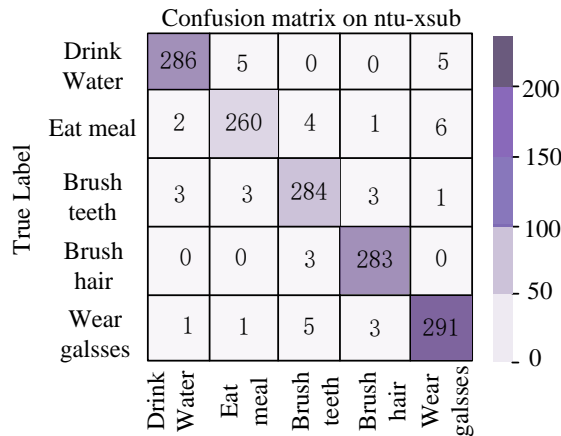 Confusion matrix on ntu-xsub
True Label
Drink
Water
286 5 0 0 5
Eat meal
2 260 4 1 6
Brush
teeth
3 3 284 3 1
Brush
hair
0 0 3 283 0
Wear
galsses
1 1 5 3 291
Drink
Water
Eat
meal
Brush
teeth
Brush
hair
Wear
galsses
200
150
100
50
0